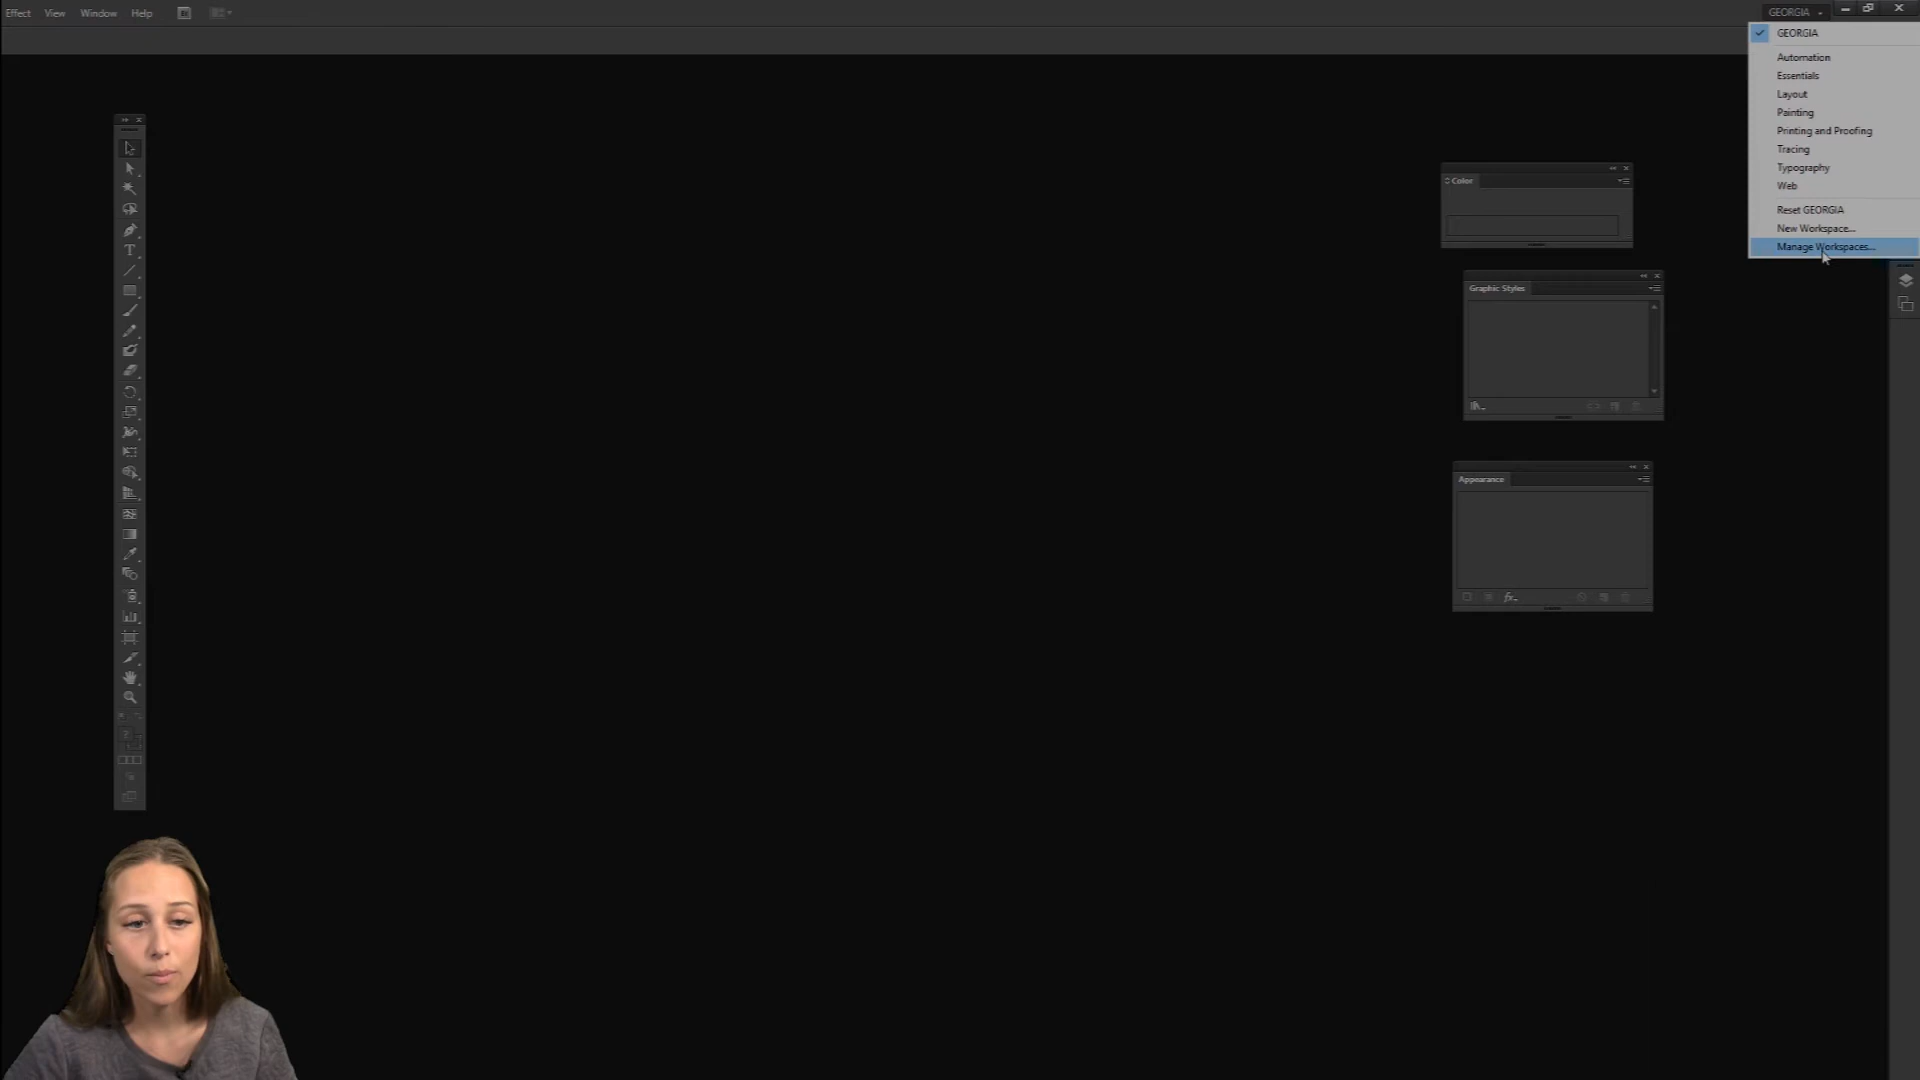 Effect View Window Help
GEORGIA
GEORGIA
Automation
Essentials
Layout
Painting
Printing and Proofing
Tracing
Typography
Web
Reset GEORGIA
New Workspace...
Manage Workspaces...
Color
Graphic Styles
Appearance
fx